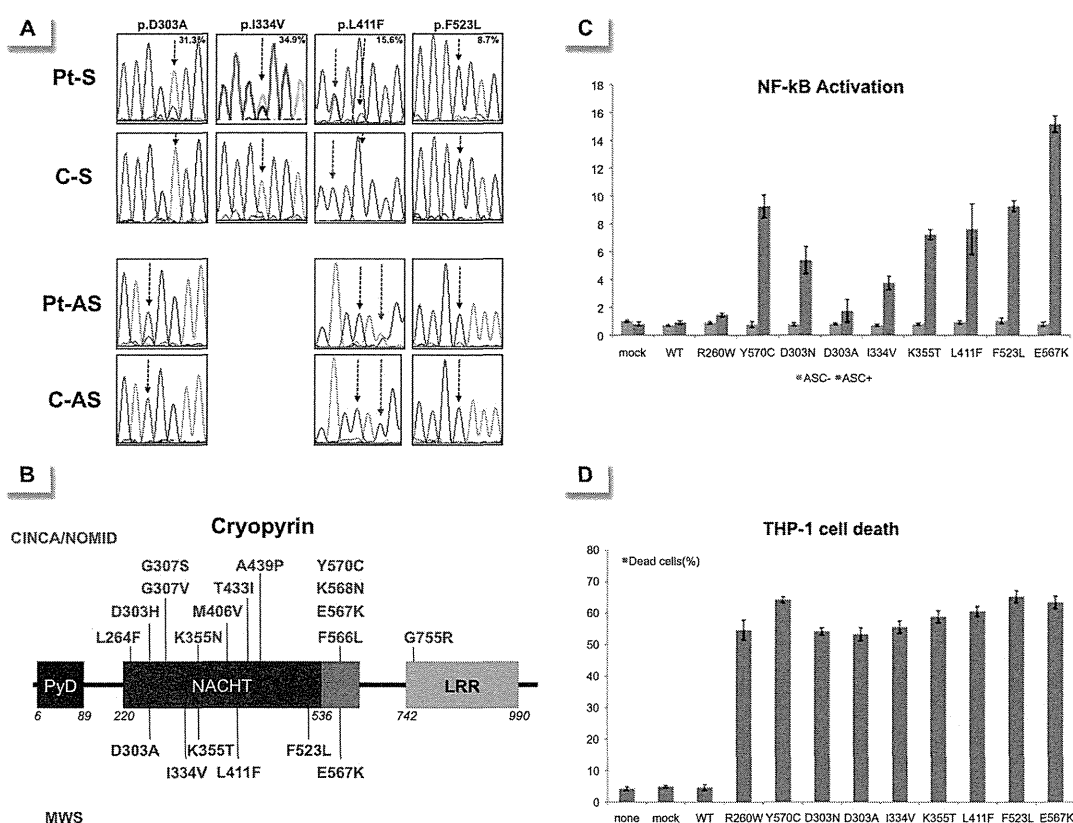 A
p.D303A p.I334V p.L411F p.F523L
31.3% 34.9% 15.6% 8.7%
Pt-S
C-S
Pt-AS
C-AS
B
Cryopyrin
CINCA/NOMID
G307S A439P Y570C
G307V T433I K568N
D303H M406V E567K
L264F K355N F566L G755R
PyD NACHT LRR
6 89 220 536 742 990
D303A K355T F523L
I334V L411F E567K
MWS
C
NF-kB Activation
18
16
14
12
10
8
6
4
2
0
mock WT R260W Y570C D303N D303A I334V K355T L411F F523L E567K
ASC- ASC+
D
THP-1 cell death
Dead cells(%)
80
70
60
50
40
30
20
10
0
none mock WT R260W Y570C D303N D303A I334V K355T L411F F523L E567K